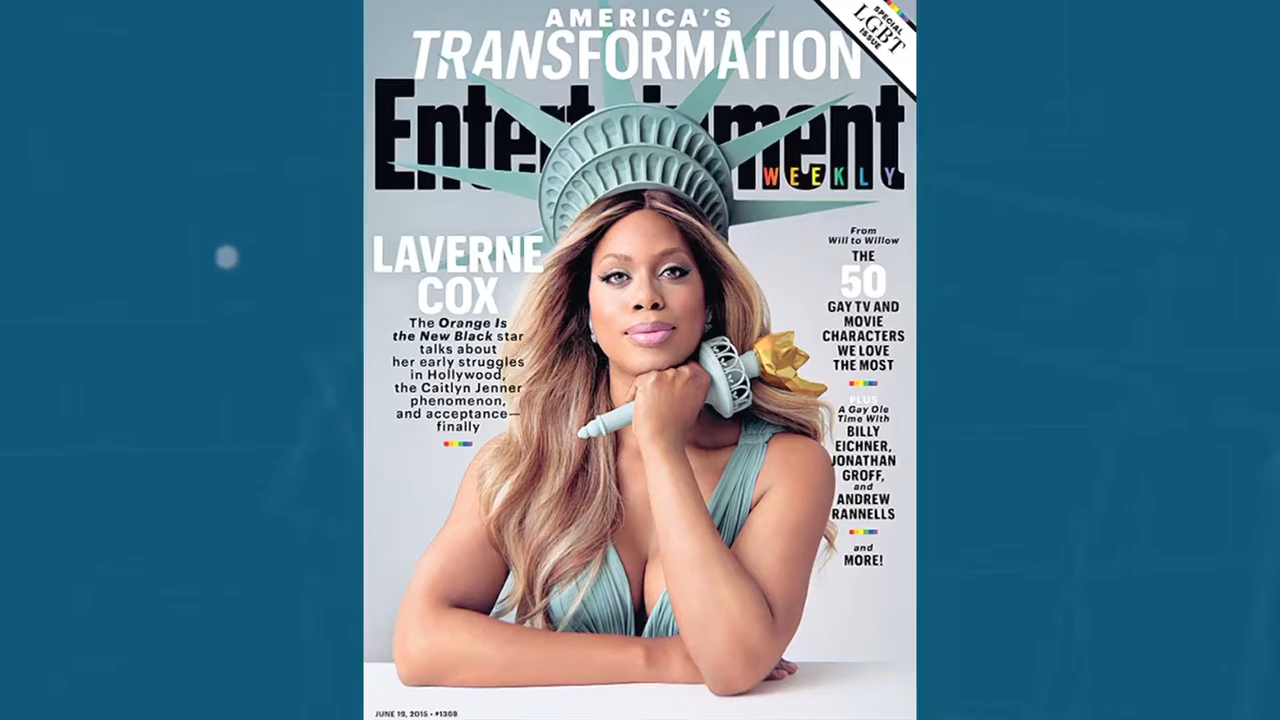 AMERICA'S
TRANSFORMATION
SPECIAL
LGBT
ISSUE
Entertainment
WEEKLY
LAVERNE
COX
The Orange Is
the New Black star
talks about
her early struggles
in Hollywood,
the Caitlyn Jenner
phenomenon,
and acceptance—
finally
From
Will to Willow
THE
50
GAY TV AND
MOVIE
CHARACTERS
WE LOVE
THE MOST
PLUS
A Gay Ole
Time With
BILLY
EICHNER,
JONATHAN
GROFF,
and
ANDREW
RANNELLS
and
MORE!
JUNE 19, 2015 • #1368